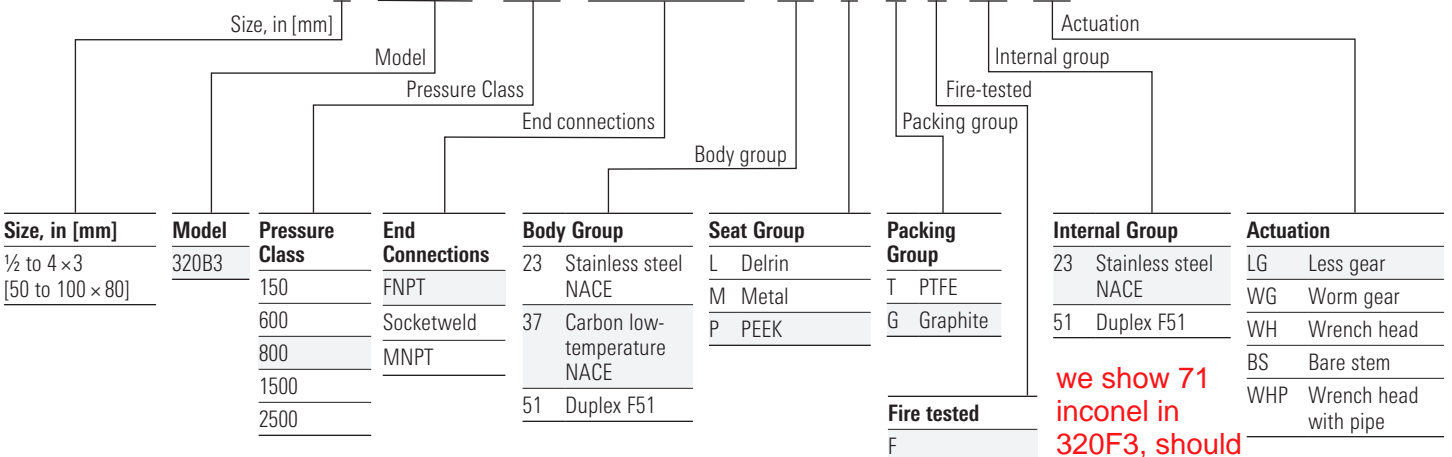 Size, in [mm]
Actuation
Model
Internal group
Pressure Class
Fire-tested
End connections
Packing group
Body group
Size, in [mm]
½ to 4 ×3
[50 to 100 × 80]
Model
320B3
Pressure
Class
150
600
800
1500
2500
End
Connections
FNPT
Socketweld
MNPT
Body Group
23 Stainless steel
NACE
37 Carbon low-
temperature
NACE
51 Duplex F51
Seat Group
L Delrin
M Metal
P PEEK
Packing
Group
T PTFE
G Graphite
Fire tested
F
Internal Group
23 Stainless steel
NACE
51 Duplex F51
we show 71
inconel in
320F3, should
Actuation
LG Less gear
WG Worm gear
WH Wrench head
BS Bare stem
WHP Wrench head
with pipe